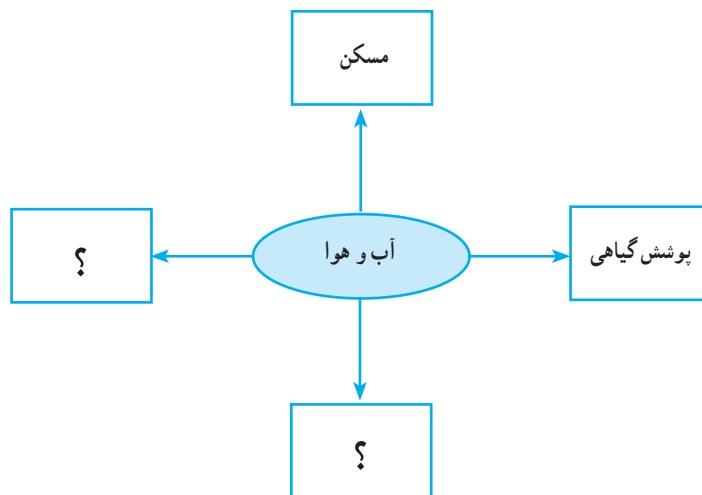 مسکن
پوشش گیاهی
آب و هوا
؟
؟